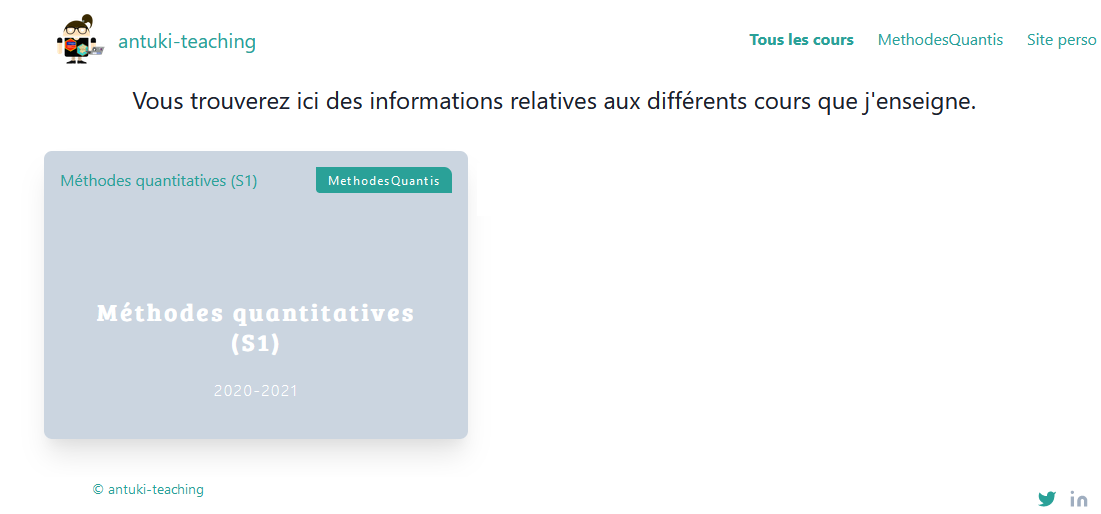 antuki-teaching
Tous les cours
MethodesQuantis
Site perso
Vous trouverez ici des informations relatives aux différents cours que j'enseigne.
Méthodes quantitatives (S1)
MethodesQuantis
Méthodes quantitatives
(S1)
2020-2021
© antuki-teaching
in